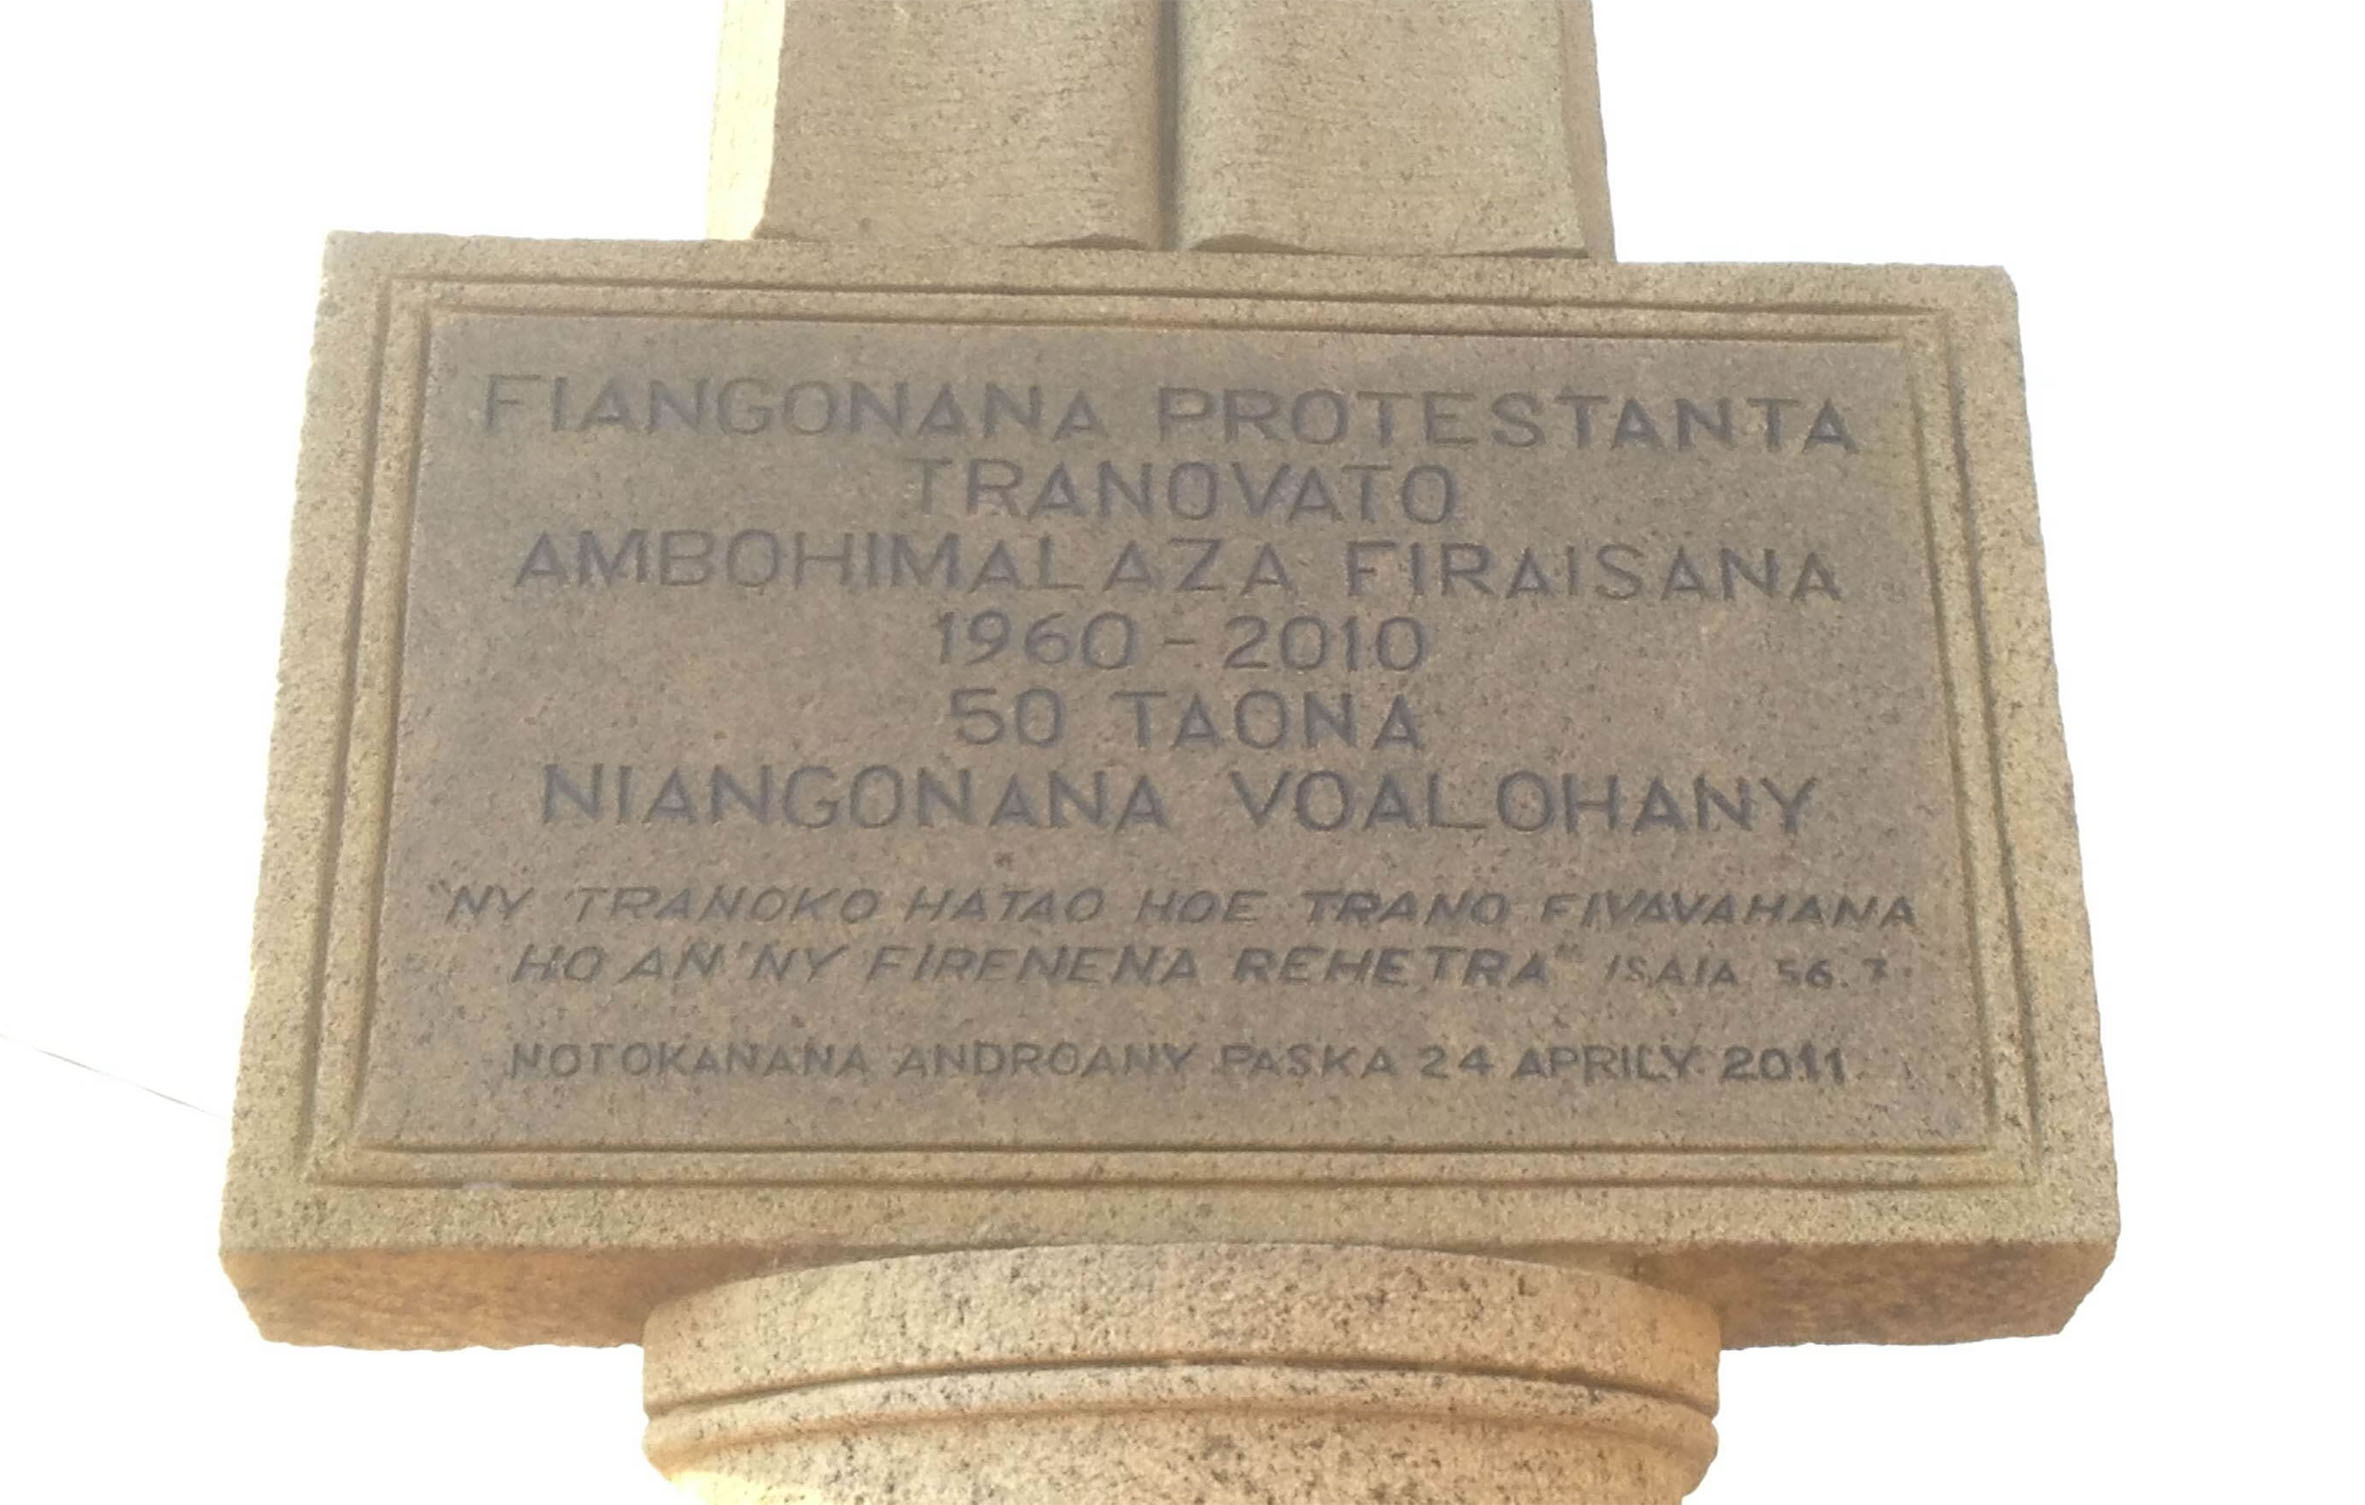 FIANGONANA PROTESTANTA
TRANOVATO
AMBOHIMALAZA FIRAISANA
1960 - 2010
50 TAONA
NIANGONANA VOALOHANY
"NY TRANOKO HATAO HOE TRANO FIVAVAHANA
HO AN'NY FIRENENA REHETRA" ISAIA 56.7
NOTOKANANA ANDROANY PASKA 24 APRILY 2011